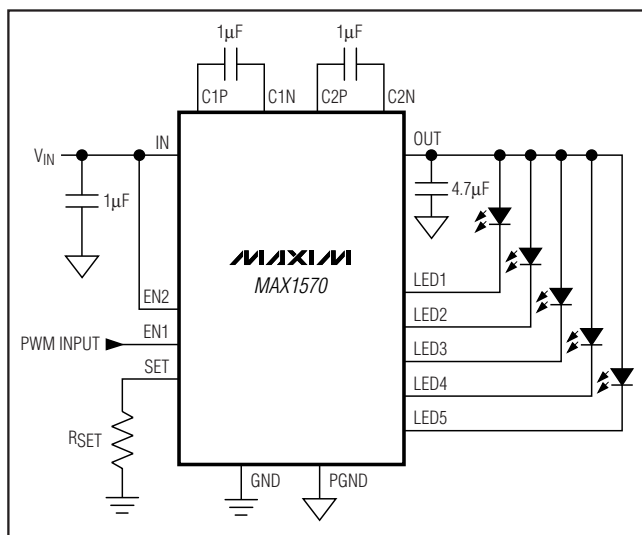 1µF
1µF
C1P
C1N
C2P
C2N
IN
OUT
VIN
1µF
4.7µF
MAXIM
MAX1570
EN2
EN1
PWM INPUT
SET
RSET
LED1
LED2
LED3
LED4
LED5
GND
PGND